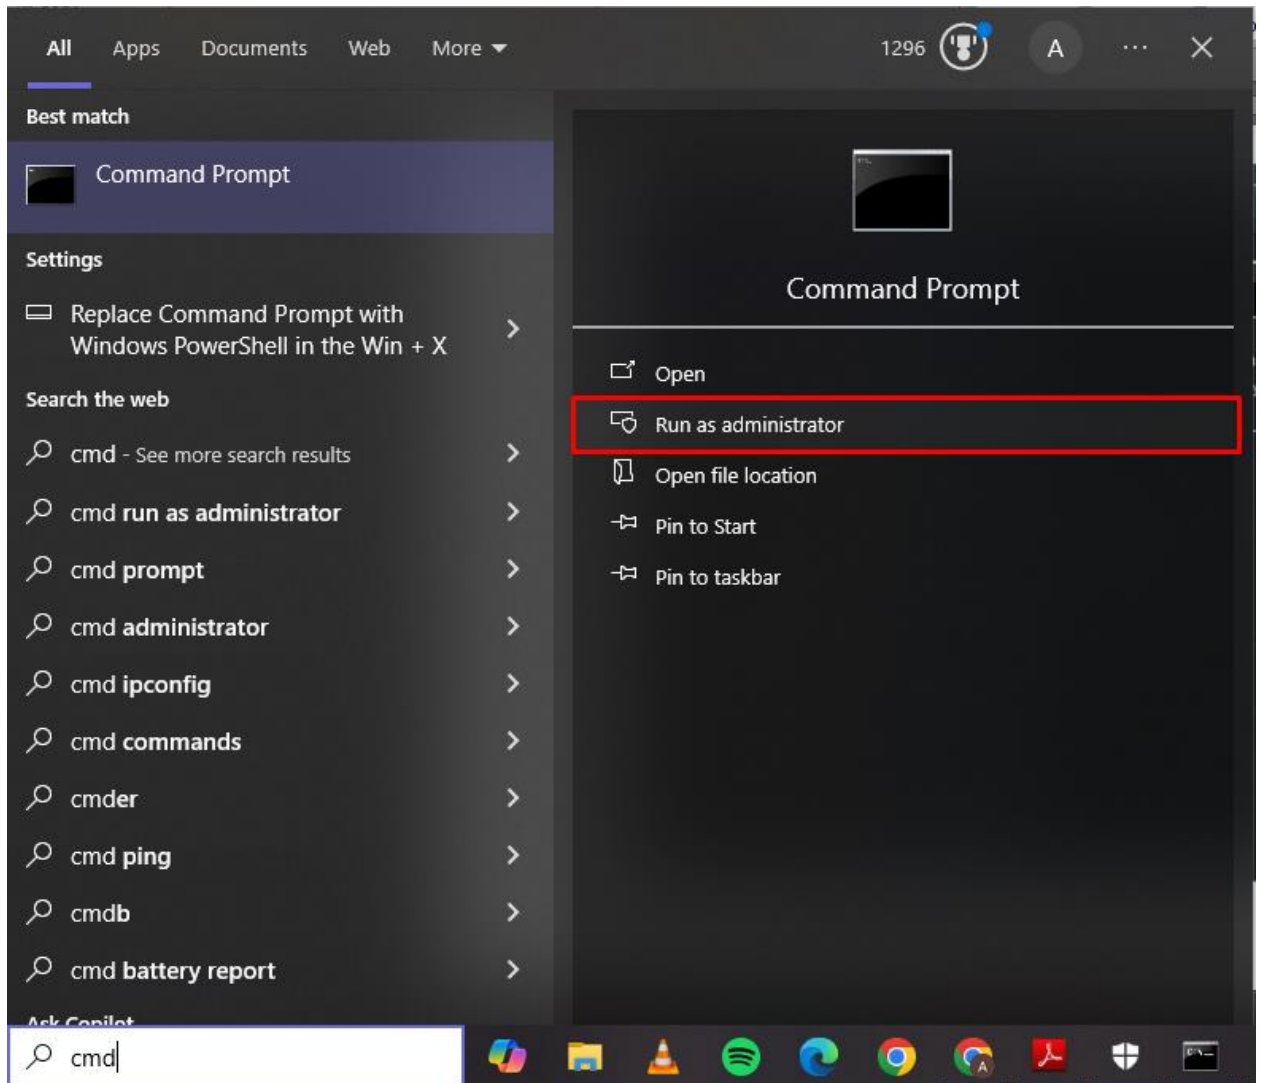 All Apps Documents Web More 1296 A ...
Best match
Command Prompt
Settings
Replace Command Prompt with
Windows PowerShell in the Win + X
Search the web
cmd - See more search results
cmd run as administrator
cmd prompt
cmd administrator
cmd ipconfig
cmd commands
cmder
cmd ping
cmdb
cmd battery report
Ask Copilot
cmd
Command Prompt
Open
Run as administrator
Open file location
Pin to Start
Pin to taskbar
A